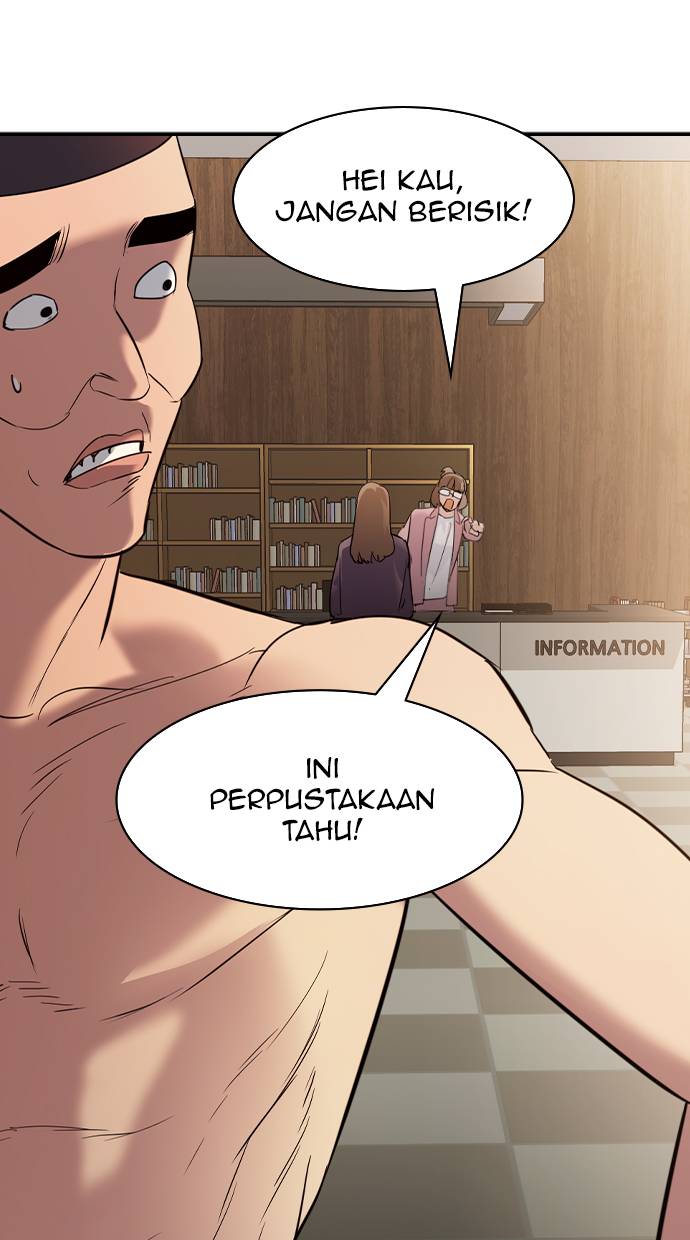 HEI KAU,
JANGAN BERISIK!
INFORMATION
INI
PERPUSTAKAAN
TAHU!